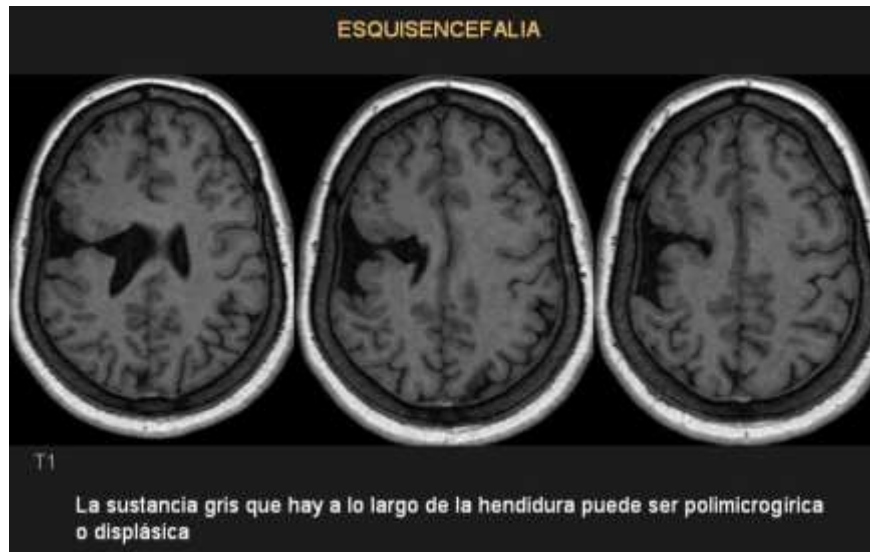 ESQUISENCEFALIA
T1
La sustancia gris que hay a lo largo de la hendidura puede ser polimicrogírica
o displásica